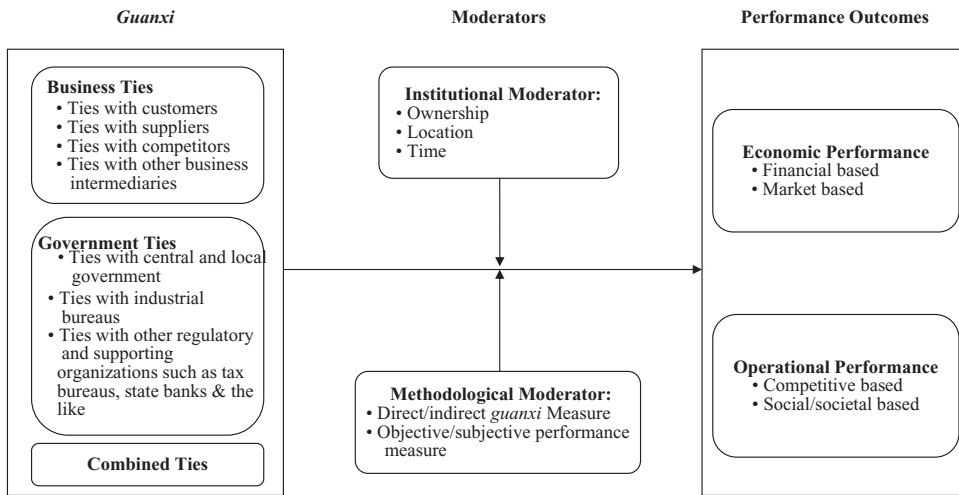 Guanxi
Moderators
Performance Outcomes
Business Ties
• Ties with customers
• Ties with suppliers
• Ties with competitors
• Ties with other business
intermediaries
Government Ties
• Ties with central and local
government
• Ties with industrial
bureaus
• Ties with other regulatory
and supporting
organizations such as tax
bureaus, state banks & the
like
Combined Ties
Institutional Moderator:
• Ownership
• Location
• Time
Methodological Moderator:
• Direct/indirect guanxi Measure
• Objective/subjective performance
measure
Economic Performance
• Financial based
• Market based
Operational Performance
• Competitive based
• Social/societal based